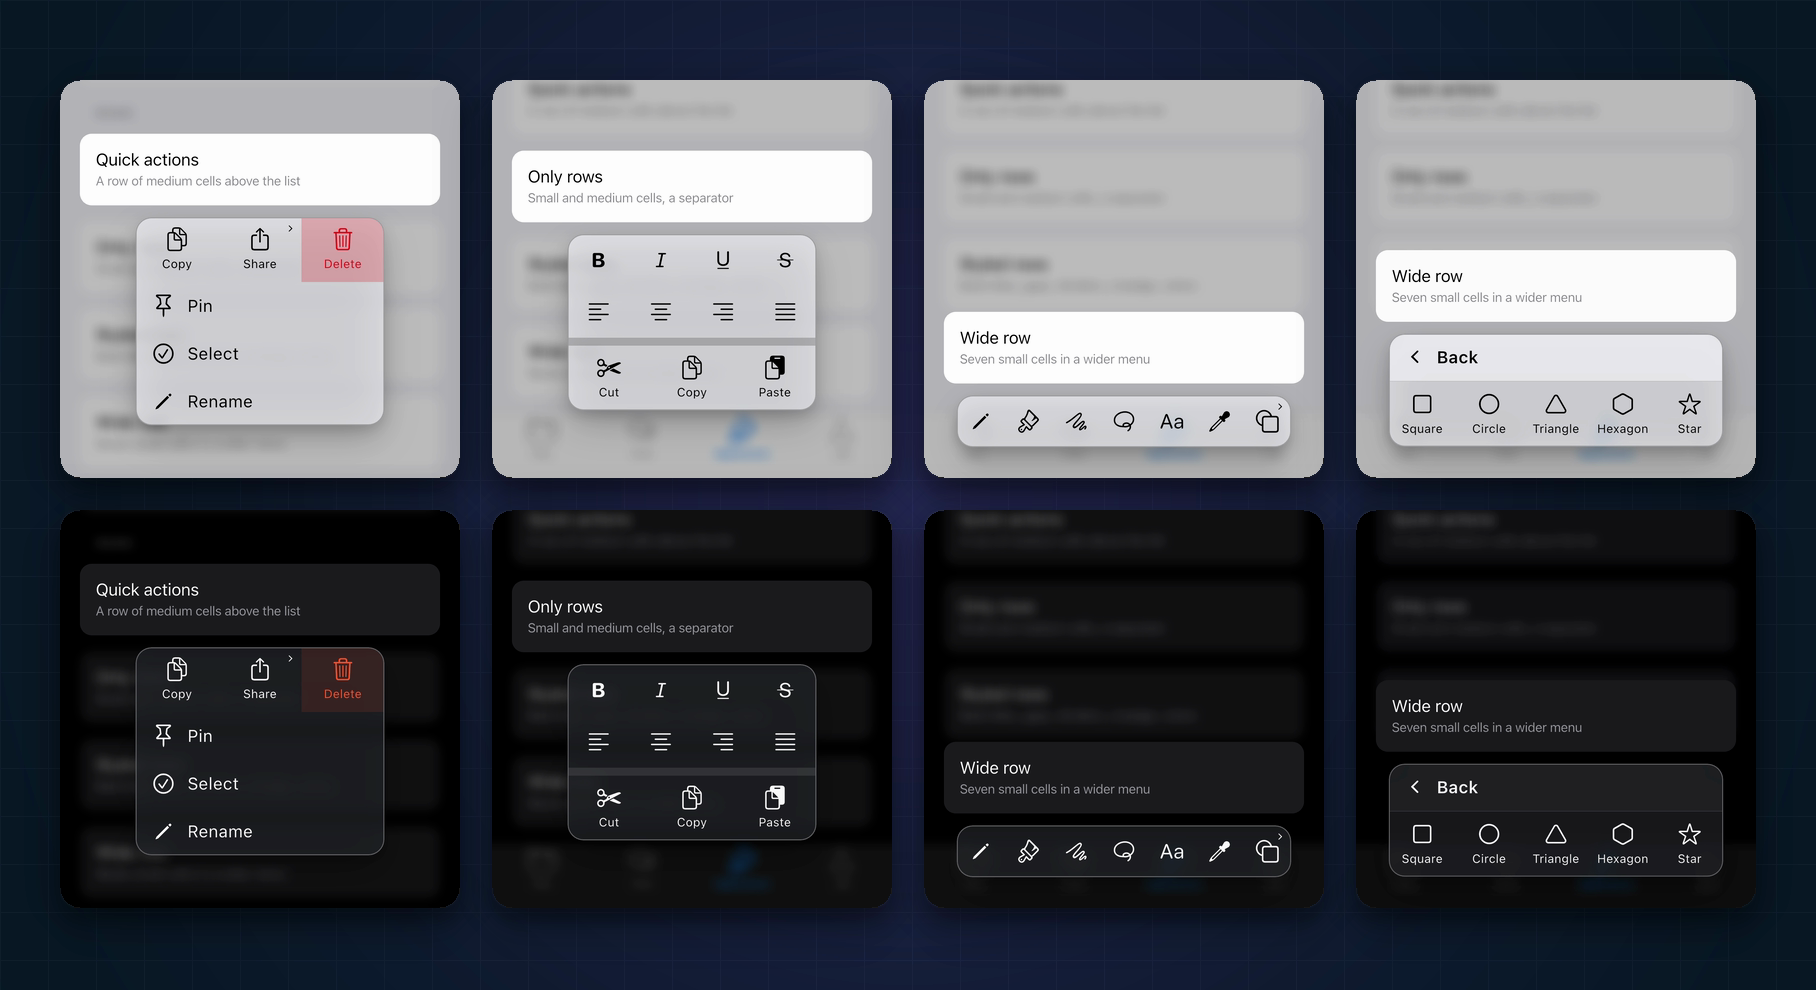 Quick actions
A row of medium cells above the list
Copy
Share
Delete
Pin
Select
Rename
Only rows
Small and medium cells, a separator
B I U S
Cut
Copy
Paste
Wide row
Seven small cells in a wider menu
Aa
Wide row
Seven small cells in a wider menu
Back
Square
Circle
Triangle
Hexagon
Star
Quick actions
A row of medium cells above the list
Copy
Share
Delete
Pin
Select
Rename
Only rows
Small and medium cells, a separator
B I U S
Cut
Copy
Paste
Wide row
Seven small cells in a wider menu
Aa
Wide row
Seven small cells in a wider menu
Back
Square
Circle
Triangle
Hexagon
Star